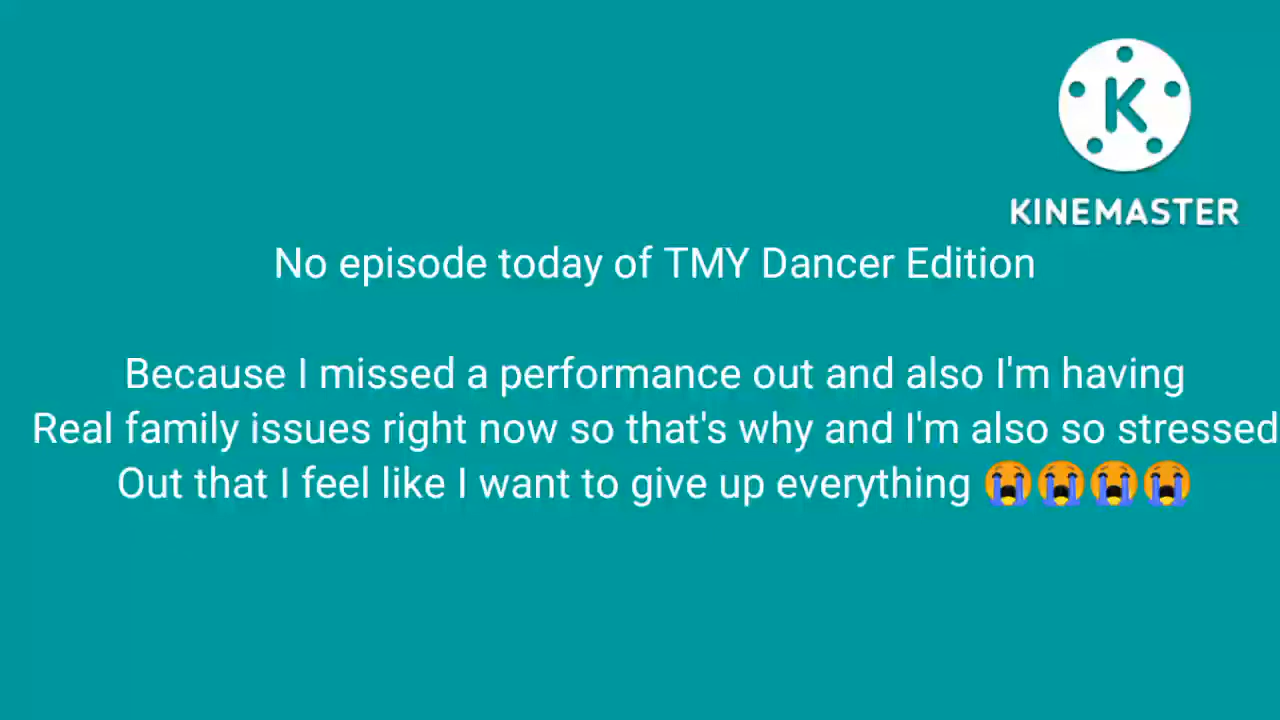 KINEMASTER
No episode today of TMY Dancer Edition
Because I missed a performance out and also I'm having
Real family issues right now so that's why and I'm also so stressed
Out that I feel like I want to give up everything 😭😭😭😭